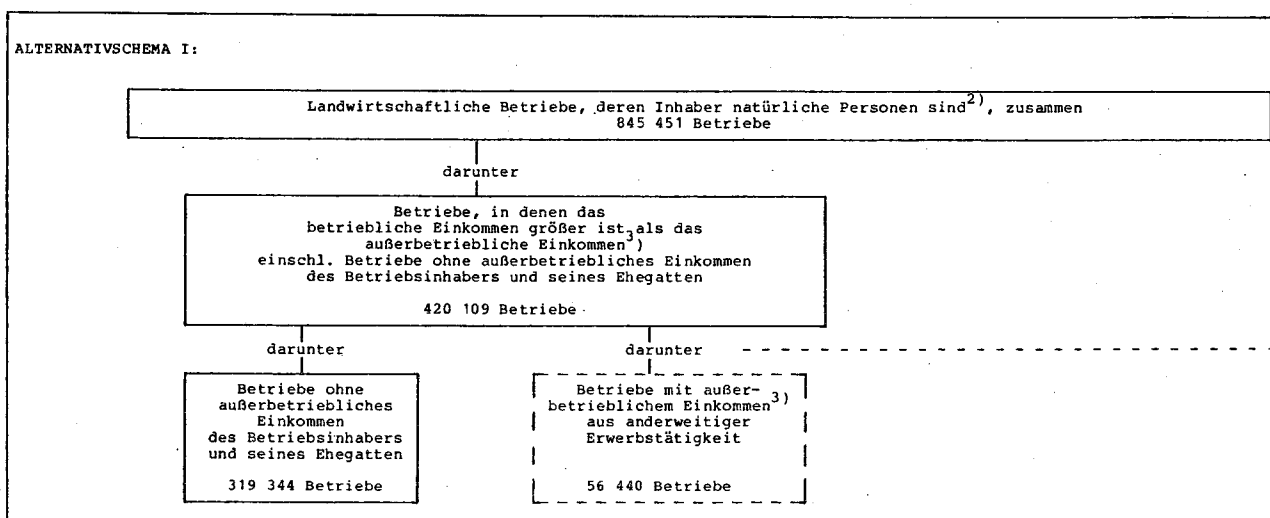 ALTERNATIVSCHEMA I:
Landwirtschaftliche Betriebe, deren Inhaber natürliche Personen sind2), zusammen
845 451 Betriebe
darunter
Betriebe, in denen das
betriebliche Einkommen größer ist als das
außerbetriebliche Einkommen3)
einschl. Betriebe ohne außerbetriebliches Einkommen
des Betriebsinhabers und seines Ehegatten
420 109 Betriebe
darunter
darunter
Betriebe ohne
außerbetriebliches
Einkommen
des Betriebsinhabers
und seines Ehegatten
319 344 Betriebe
Betriebe mit außer-
betrieblichem Einkommen3)
aus anderweitiger
Erwerbstätigkeit
56 440 Betriebe